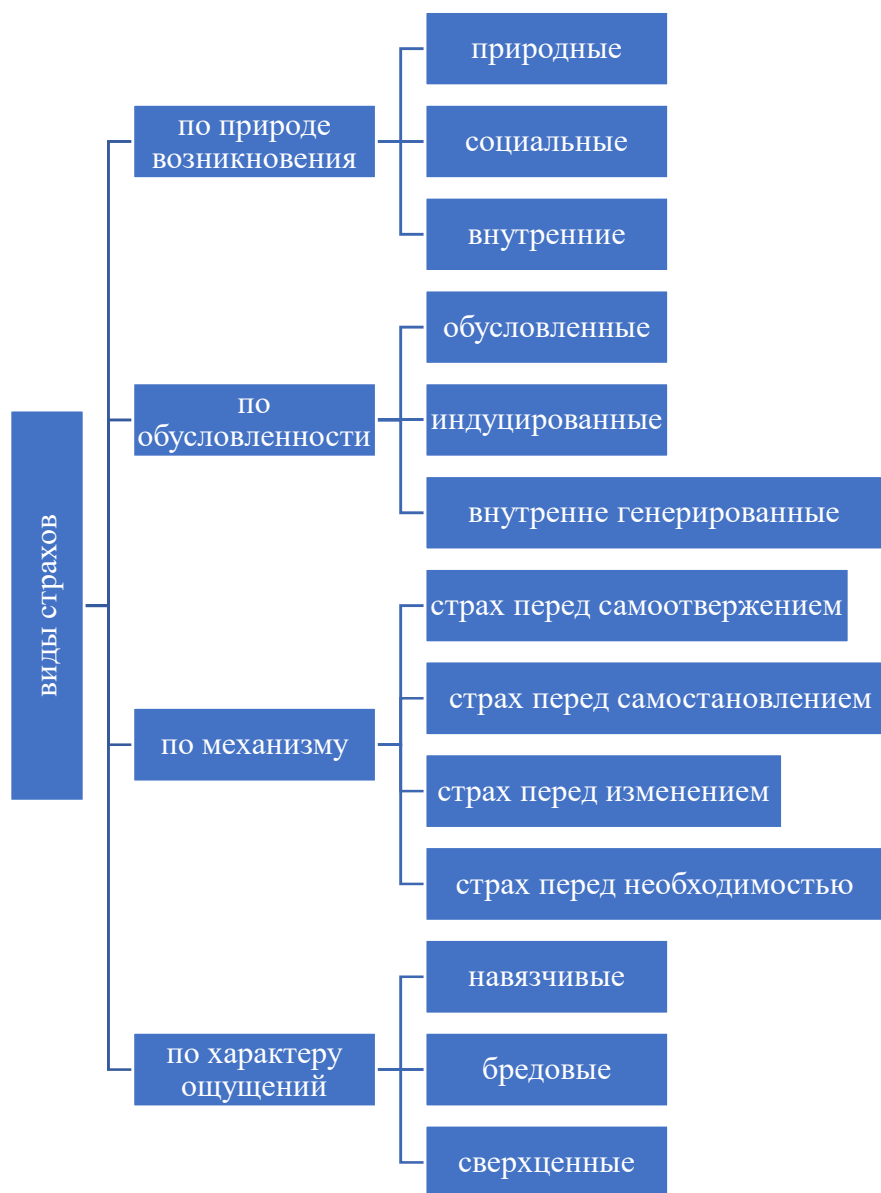 виды страхов
по природе
возникновения
природные
социальные
внутренние
по
обусловленности
обусловленные
индуцированные
внутренне генерированные
по механизму
страх перед самоотвержением
страх перед самостановлением
страх перед изменением
страх перед необходимостью
по характеру
ощущений
навязчивые
бредовые
сверхценные